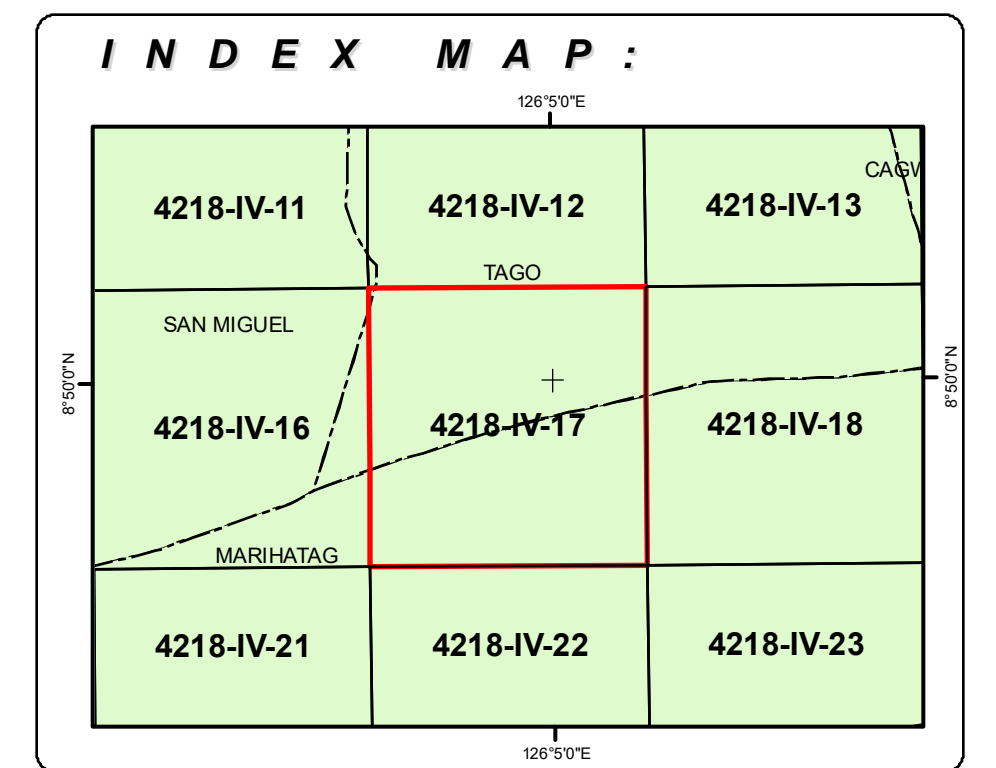 INDEX MAP:
126°5'0"E
CAGW
4218-IV-11
4218-IV-12
4218-IV-13
TAGO
SAN MIGUEL
8°50'0"N
8°50'0"N
4218-IV-16
4218-IV-17
4218-IV-18
MARIHATAG
4218-IV-21
4218-IV-22
4218-IV-23
126°5'0"E